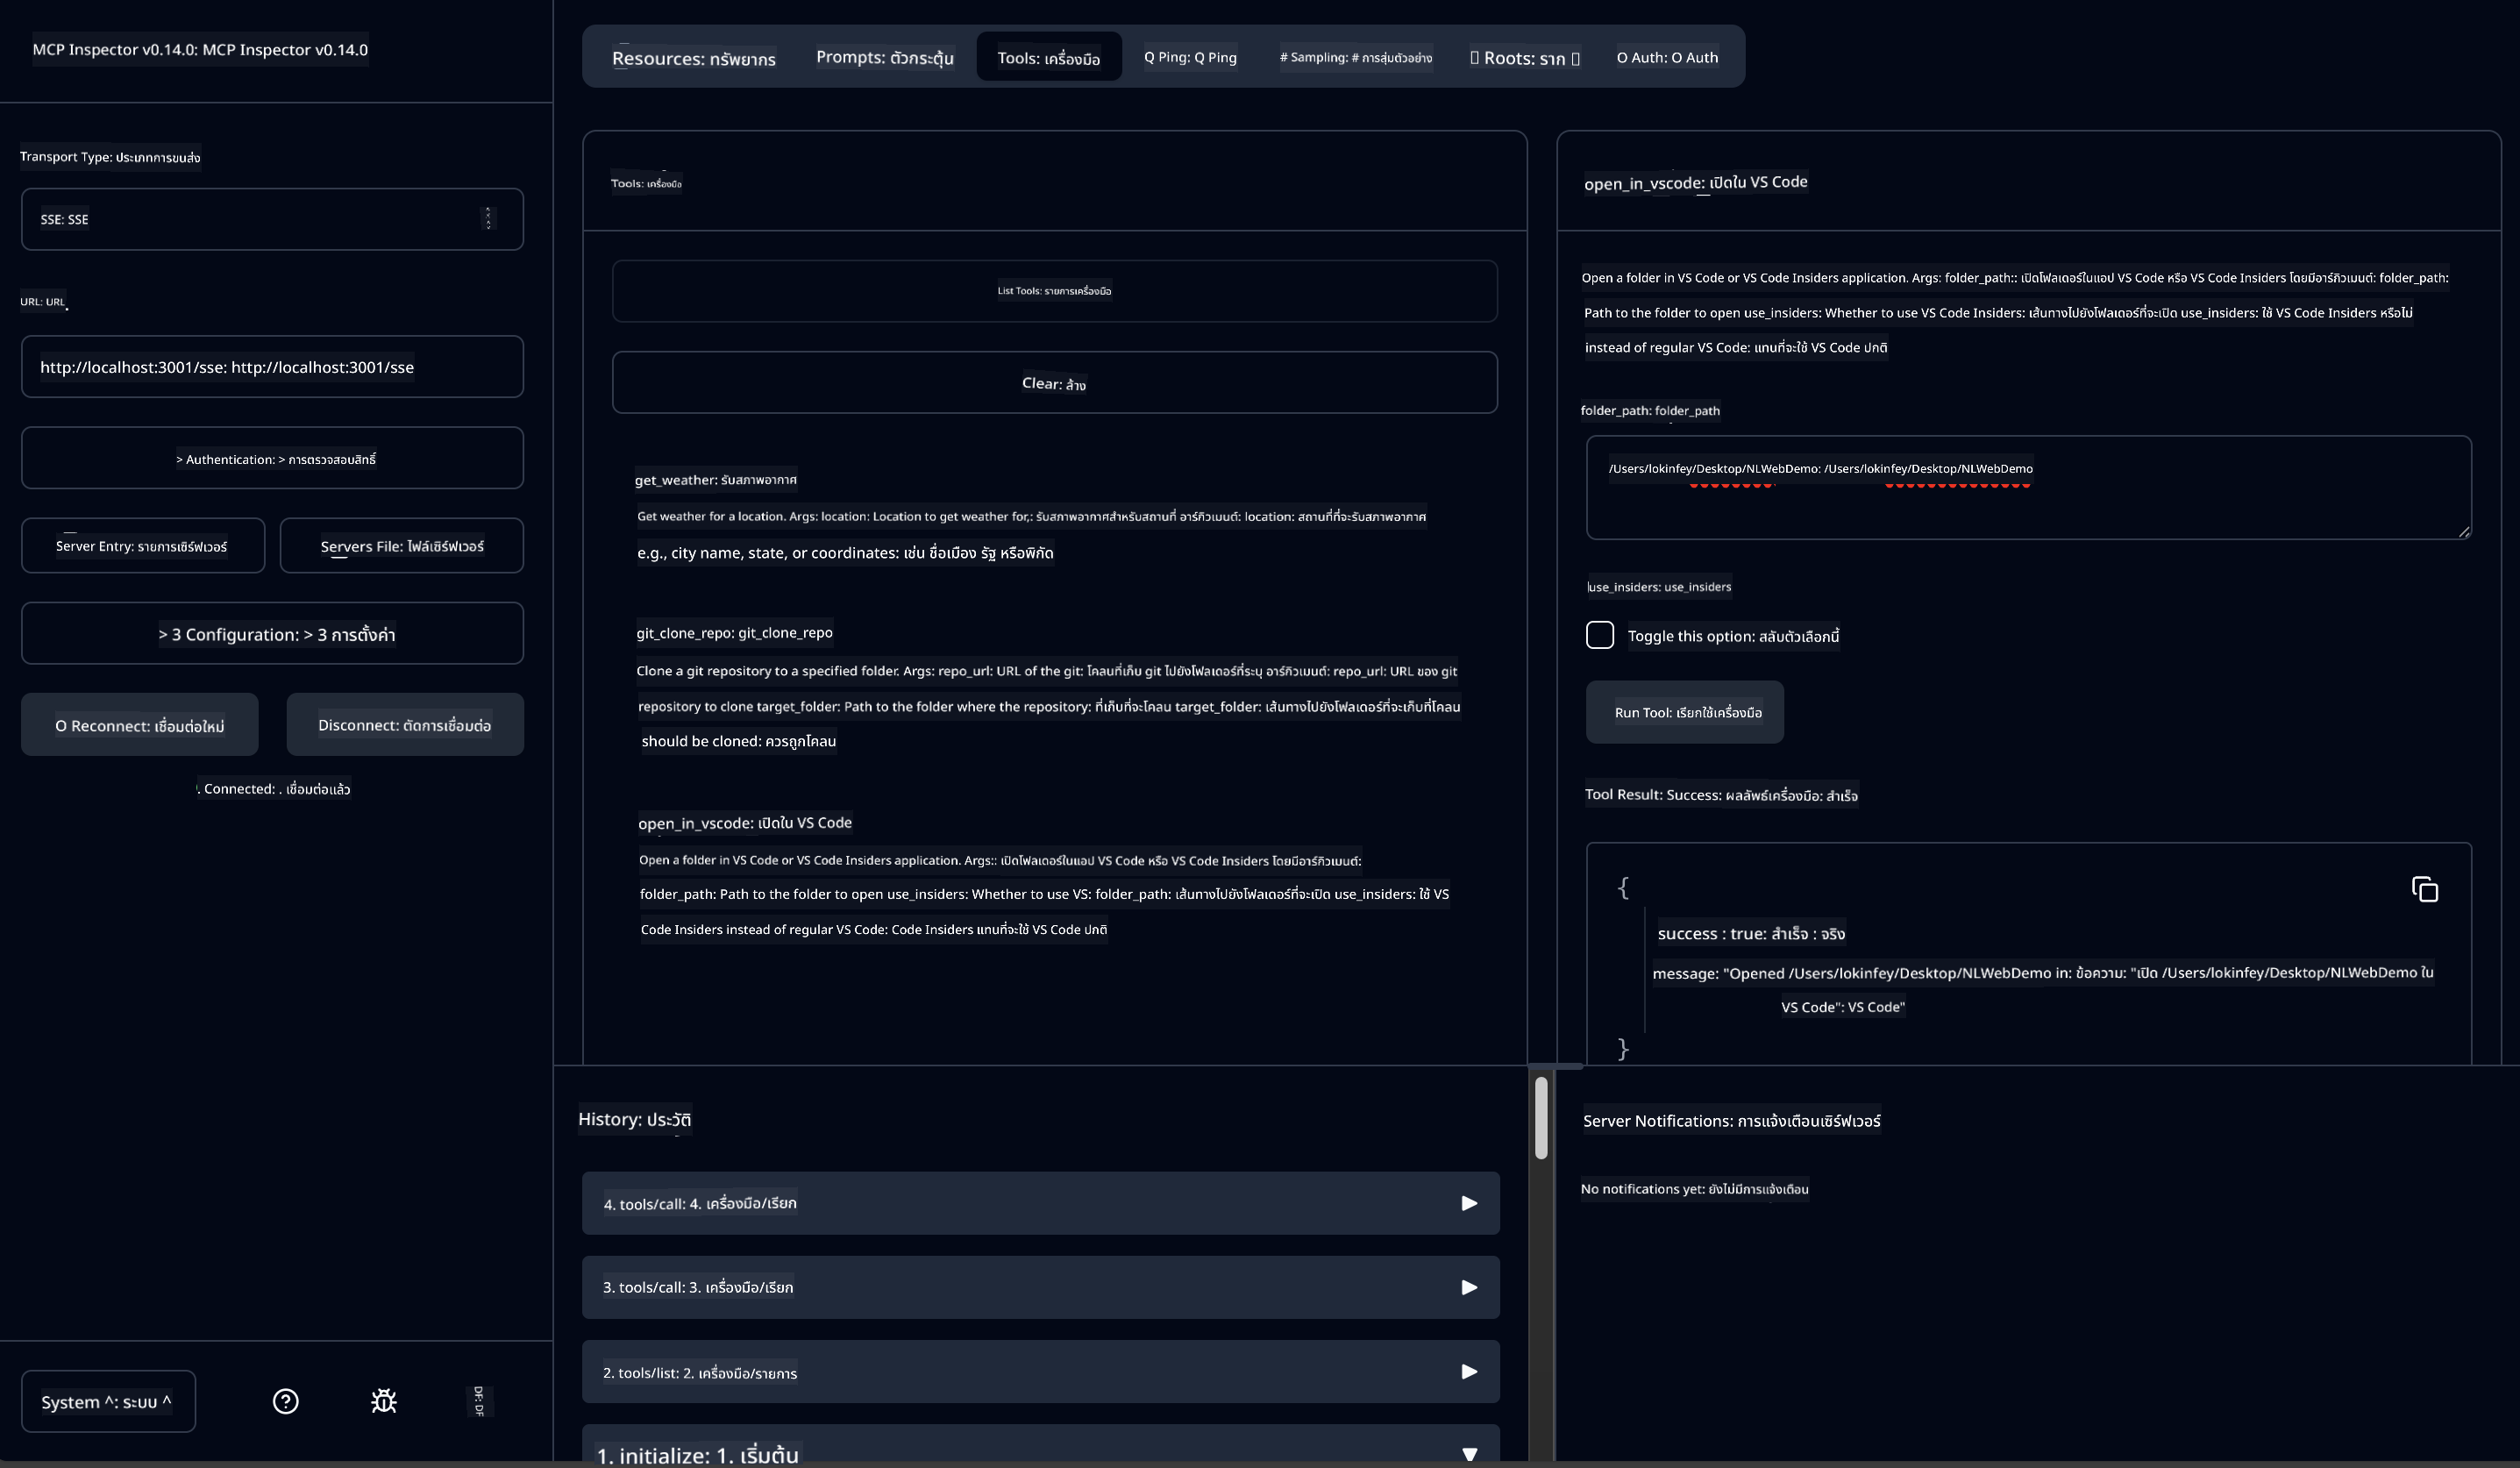 MCP Inspector v0.14.0: MCP Inspector v0.14.0
Transport Type: ประเภทการขนส่ง
SSE: SSE
URL: URL
http://localhost:3001/sse: http://localhost:3001/sse
> Authentication: > การตรวจสอบสิทธิ์
Server Entry: รายการเซิร์ฟเวอร์
Servers File: ไฟล์เซิร์ฟเวอร์
> 3 Configuration: > 3 การตั้งค่า
O Reconnect: เชื่อมต่อใหม่
Disconnect: ตัดการเชื่อมต่อ
. Connected: . เชื่อมต่อแล้ว
System ^: ระบบ ^
DF: DF
Resources: ทรัพยากร
Prompts: ตัวกระตุ้น
Tools: เครื่องมือ
Q Ping: Q Ping
# Sampling: # การสุ่มตัวอย่าง
Roots: ราก
O Auth: O Auth
Tools: เครื่องมือ
List Tools: รายการเครื่องมือ
Clear: ล้าง
get_weather: รับสภาพอากาศ
Get weather for a location. Args: location: Location to get weather for,: รับสภาพอากาศสำหรับสถานที่ อาร์กิวเมนต์: location: สถานที่ที่จะรับสภาพอากาศ
e.g., city name, state, or coordinates: เช่น ชื่อเมือง รัฐ หรือพิกัด
git_clone_repo: git_clone_repo
Clone a git repository to a specified folder. Args: repo_url: URL of the git: โคลนที่เก็บ git ไปยังโฟลเดอร์ที่ระบุ อาร์กิวเมนต์: repo_url: URL ของ git
repository to clone target_folder: Path to the folder where the repository: ที่เก็บที่จะโคลน target_folder: เส้นทางไปยังโฟลเดอร์ที่จะเก็บที่โคลน
should be cloned: ควรถูกโคลน
open_in_vscode: เปิดใน VS Code
Open a folder in VS Code or VS Code Insiders application. Args:: เปิดโฟลเดอร์ในแอป VS Code หรือ VS Code Insiders โดยมีอาร์กิวเมนต์:
folder_path: Path to the folder to open use_insiders: Whether to use VS: folder_path: เส้นทางไปยังโฟลเดอร์ที่จะเปิด use_insiders: ใช้ VS
Code Insiders instead of regular VS Code: Code Insiders แทนที่จะใช้ VS Code ปกติ
open_in_vscode: เปิดใน VS Code
Open a folder in VS Code or VS Code Insiders application. Args: folder_path:: เปิดโฟลเดอร์ในแอป VS Code หรือ VS Code Insiders โดยมีอาร์กิวเมนต์: folder_path:
Path to the folder to open use_insiders: Whether to use VS Code Insiders: เส้นทางไปยังโฟลเดอร์ที่จะเปิด use_insiders: ใช้ VS Code Insiders หรือไม่
instead of regular VS Code: แทนที่จะใช้ VS Code ปกติ
folder_path: folder_path
/Users/lokinfey/Desktop/NLWebDemo: /Users/lokinfey/Desktop/NLWebDemo
use_insiders: use_insiders
Toggle this option: สลับตัวเลือกนี้
Run Tool: เรียกใช้เครื่องมือ
Tool Result: Success: ผลลัพธ์เครื่องมือ: สำเร็จ
{
success : true: สำเร็จ : จริง
message: "Opened /Users/lokinfey/Desktop/NLWebDemo in: ข้อความ: "เปิด /Users/lokinfey/Desktop/NLWebDemo ใน
VS Code": VS Code"
}
History: ประวัติ
4. tools/call: 4. เครื่องมือ/เรียก
3. tools/call: 3. เครื่องมือ/เรียก
2. tools/list: 2. เครื่องมือ/รายการ
1. initialize: 1. เริ่มต้น
Server Notifications: การแจ้งเตือนเซิร์ฟเวอร์
No notifications yet: ยังไม่มีการแจ้งเตือน